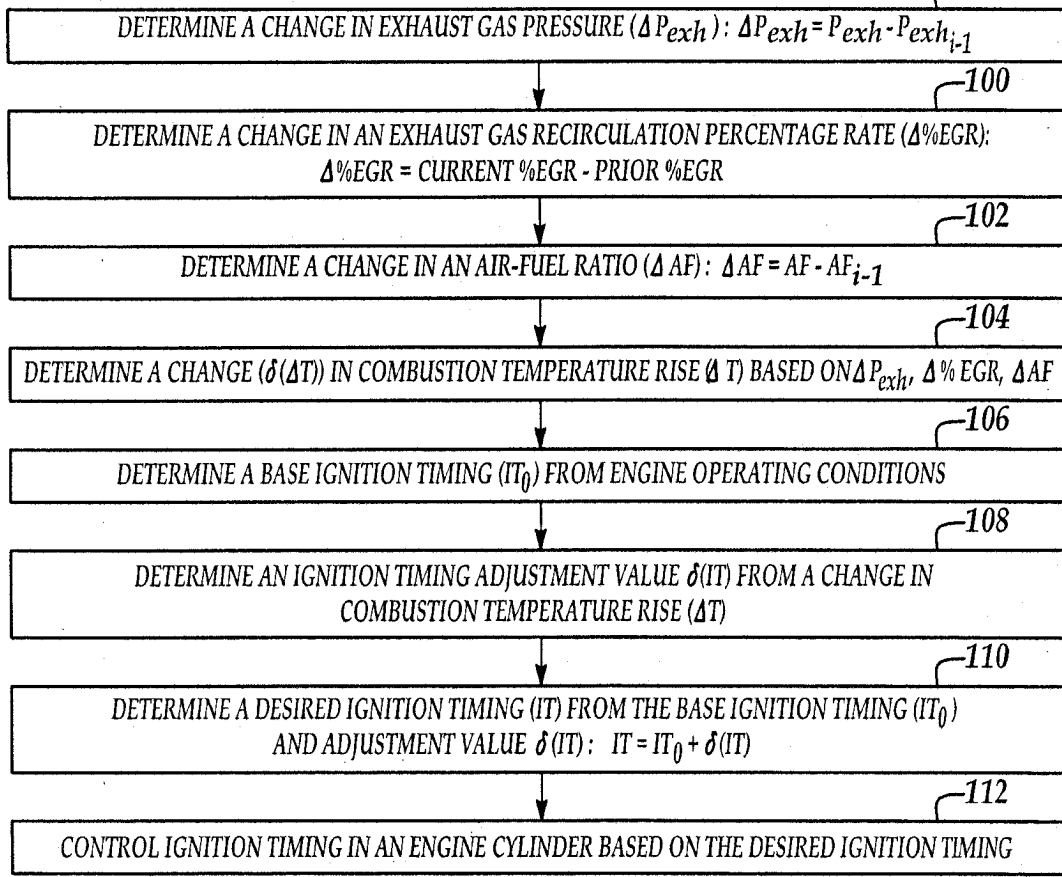 DETERMINE A CHANGE IN EXHAUST GAS PRESSURE (ΔP_exh): ΔP_exh = P_exh - P_exh_i-1
100
DETERMINE A CHANGE IN AN EXHAUST GAS RECIRCULATION PERCENTAGE RATE (Δ%EGR):
Δ%EGR = CURRENT %EGR - PRIOR %EGR
102
DETERMINE A CHANGE IN AN AIR-FUEL RATIO (Δ AF): Δ AF = AF - AF_i-1
104
DETERMINE A CHANGE (δ(ΔT)) IN COMBUSTION TEMPERATURE RISE (Δ T) BASED ON ΔP_exh, Δ% EGR, ΔAF
106
DETERMINE A BASE IGNITION TIMING (IT_0) FROM ENGINE OPERATING CONDITIONS
108
DETERMINE AN IGNITION TIMING ADJUSTMENT VALUE δ(IT) FROM A CHANGE IN
COMBUSTION TEMPERATURE RISE (ΔT)
110
DETERMINE A DESIRED IGNITION TIMING (IT) FROM THE BASE IGNITION TIMING (IT_0)
AND ADJUSTMENT VALUE δ(IT): IT = IT_0 + δ(IT)
112
CONTROL IGNITION TIMING IN AN ENGINE CYLINDER BASED ON THE DESIRED IGNITION TIMING